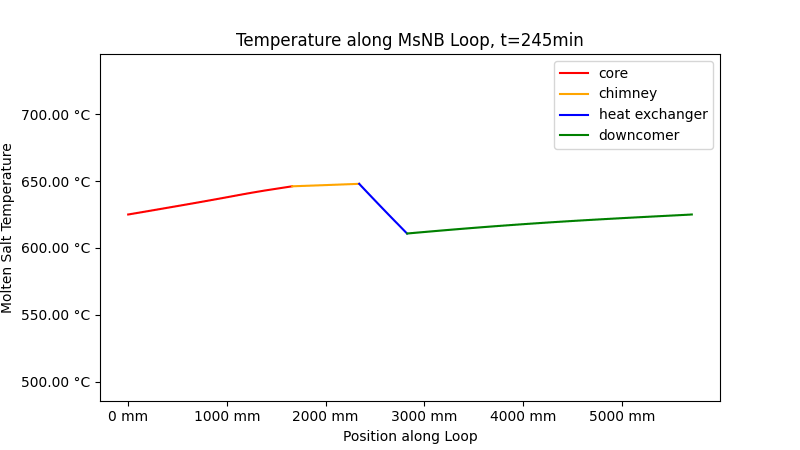 Temperature along MsNB Loop, t=245min
core
chimney
heat exchanger
downcomer
700.00 °C
650.00 °C
600.00 °C
550.00 °C
500.00 °C
Molten Salt Temperature
0 mm
1000 mm
2000 mm
3000 mm
4000 mm
5000 mm
Position along Loop